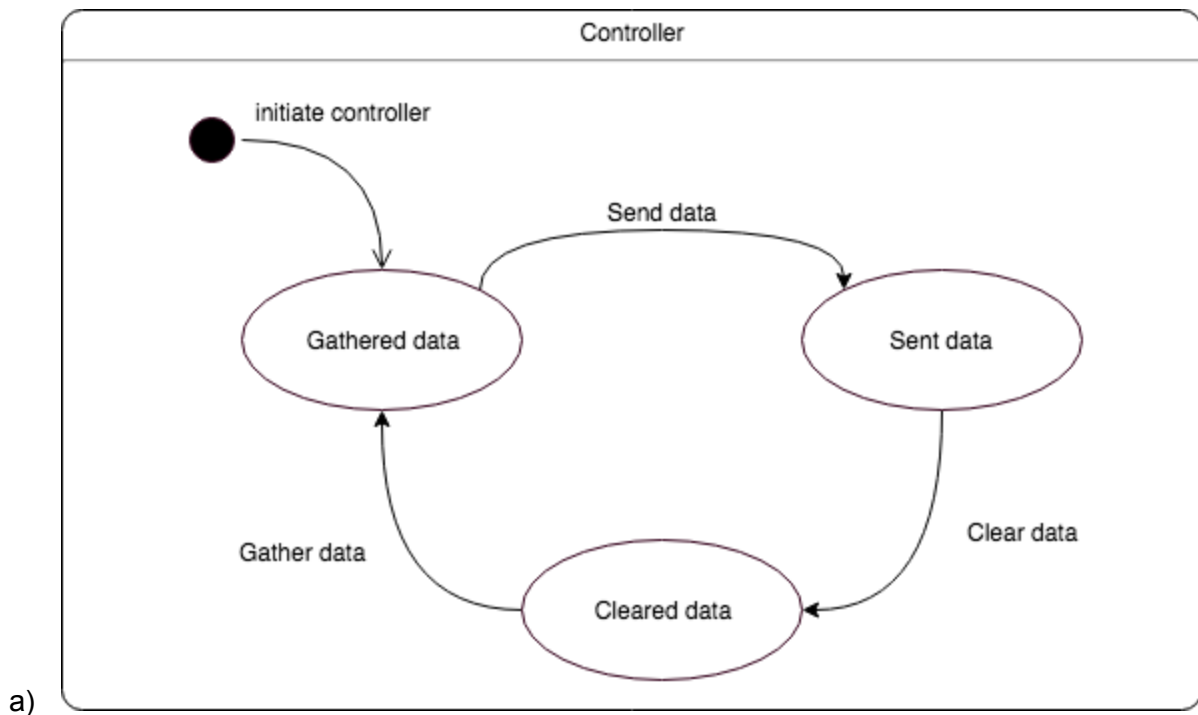 Controller
initiate controller
Send data
Gathered data
Sent data
Gather data
Clear data
Cleared data
a)